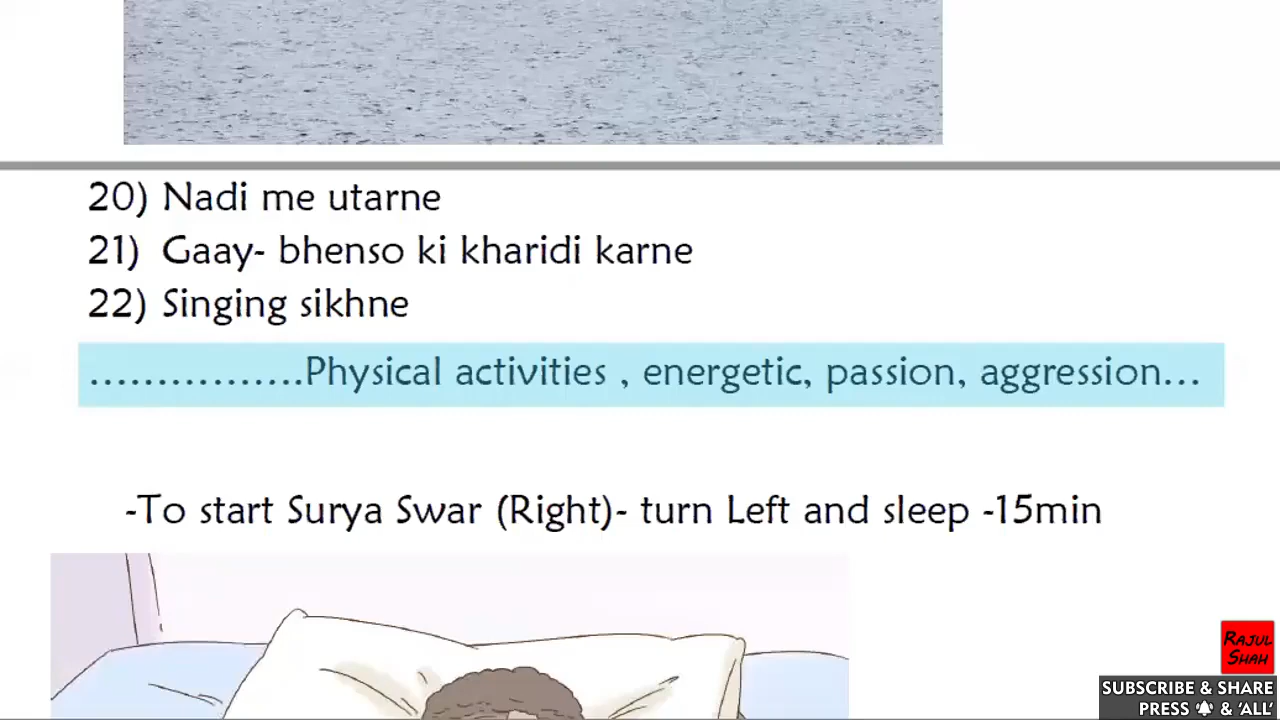 20) Nadi me utarne
21) Gaay- bhenso ki kharidi karne
22) Singing sikhne
................Physical activities , energetic, passion, aggression...
-To start Surya Swar (Right)- turn Left and sleep -15min
RAJUL
SHAH
SUBSCRIBE & SHARE
PRESS 🔔 & 'ALL'